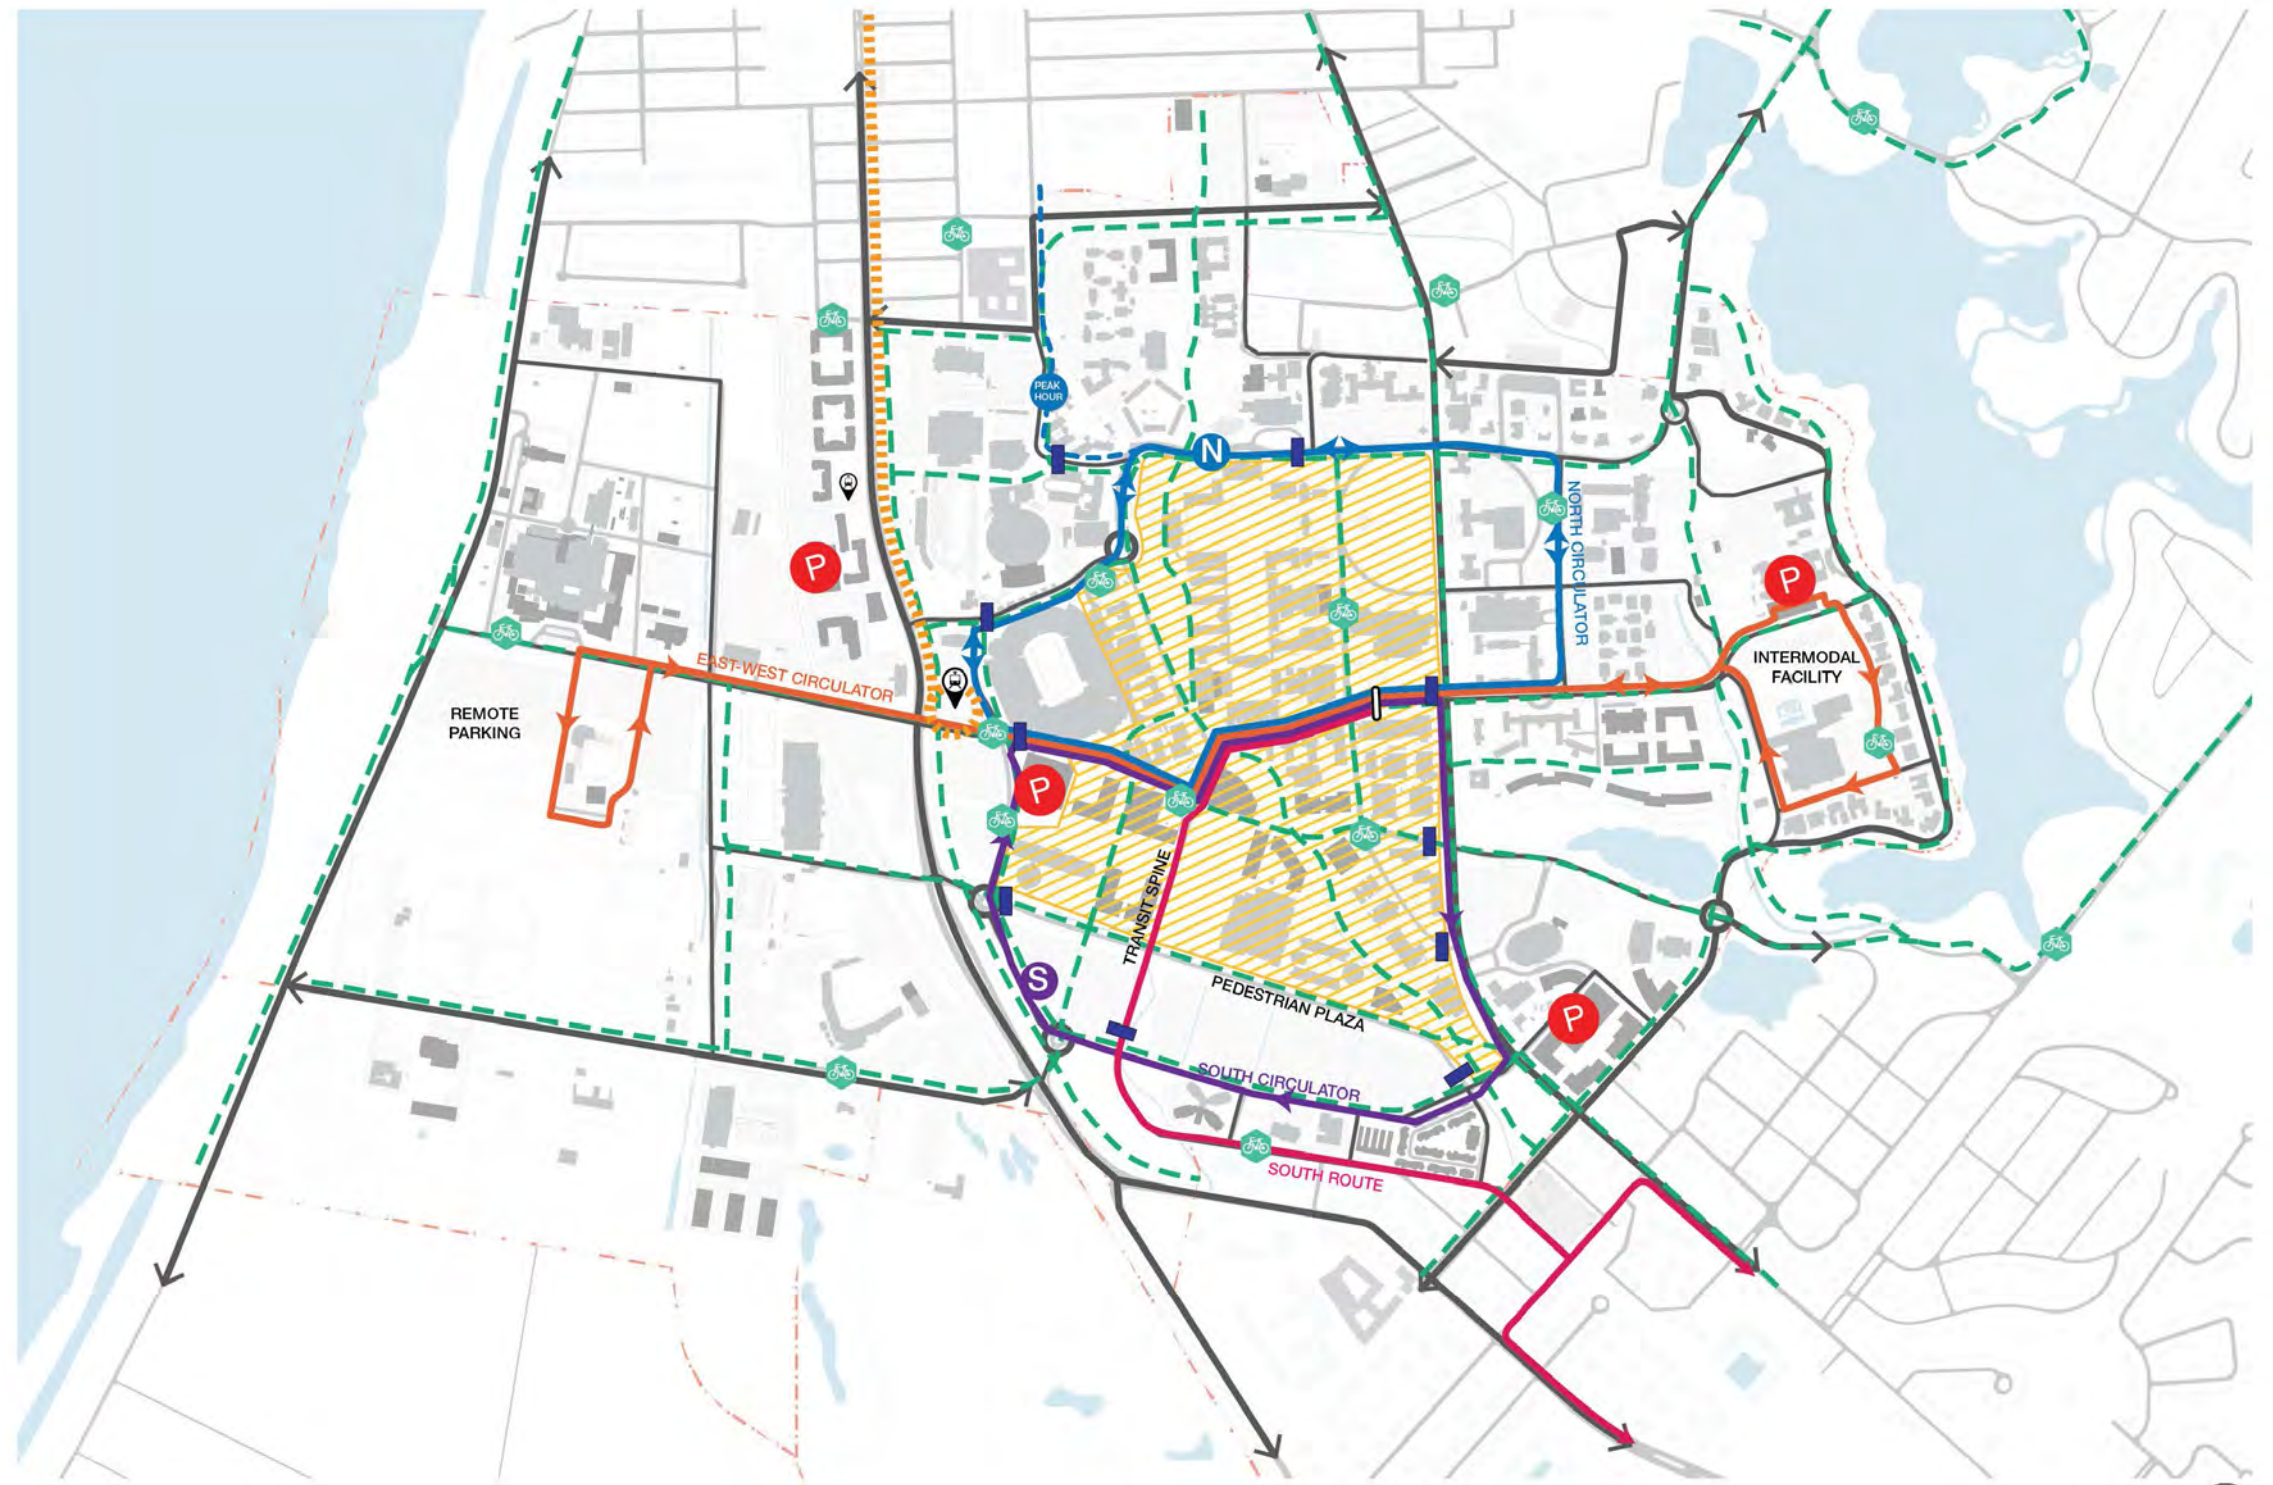 PEAK
HOUR
N
NORTH CIRCULATOR
P
P
EAST-WEST CIRCULATOR
INTERMODAL
FACILITY
REMOTE
PARKING
P
TRANSIT SPINE
S
PEDESTRIAN PLAZA
P
SOUTH CIRCULATOR
SOUTH ROUTE